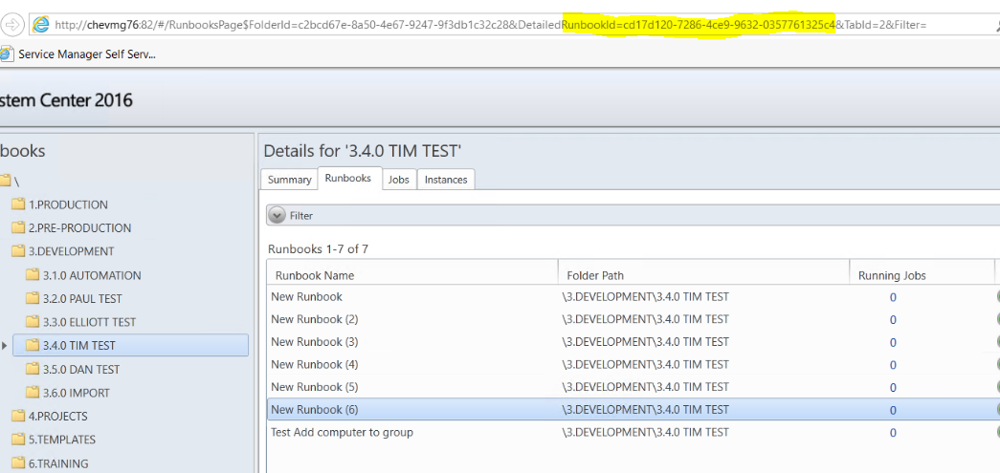 http://chevmg76:82/#/RunbooksPage$FolderId=c2bcd67e-8a50-4e67-9247-9f3db1c32c28&DetailedRunbookId=cd17d120-7286-4ce9-9632-0357761325c4&TabId=2&Filter=
Service Manager Self Serv...
stem Center 2016
books
Details for '3.4.0 TIM TEST'
\
Summary Runbooks Jobs Instances
1.PRODUCTION
Filter
2.PRE-PRODUCTION
3.DEVELOPMENT
Runbooks 1-7 of 7
3.1.0 AUTOMATION
Runbook Name Folder Path Running Jobs
3.2.0 PAUL TEST
New Runbook \3.DEVELOPMENT\3.4.0 TIM TEST 0
3.3.0 ELLIOTT TEST
New Runbook (2) \3.DEVELOPMENT\3.4.0 TIM TEST 0
3.4.0 TIM TEST
New Runbook (3) \3.DEVELOPMENT\3.4.0 TIM TEST 0
3.5.0 DAN TEST
New Runbook (4) \3.DEVELOPMENT\3.4.0 TIM TEST 0
3.6.0 IMPORT
New Runbook (5) \3.DEVELOPMENT\3.4.0 TIM TEST 0
4.PROJECTS
New Runbook (6) \3.DEVELOPMENT\3.4.0 TIM TEST 0
5.TEMPLATES
Test Add computer to group \3.DEVELOPMENT\3.4.0 TIM TEST 0
6.TRAINING